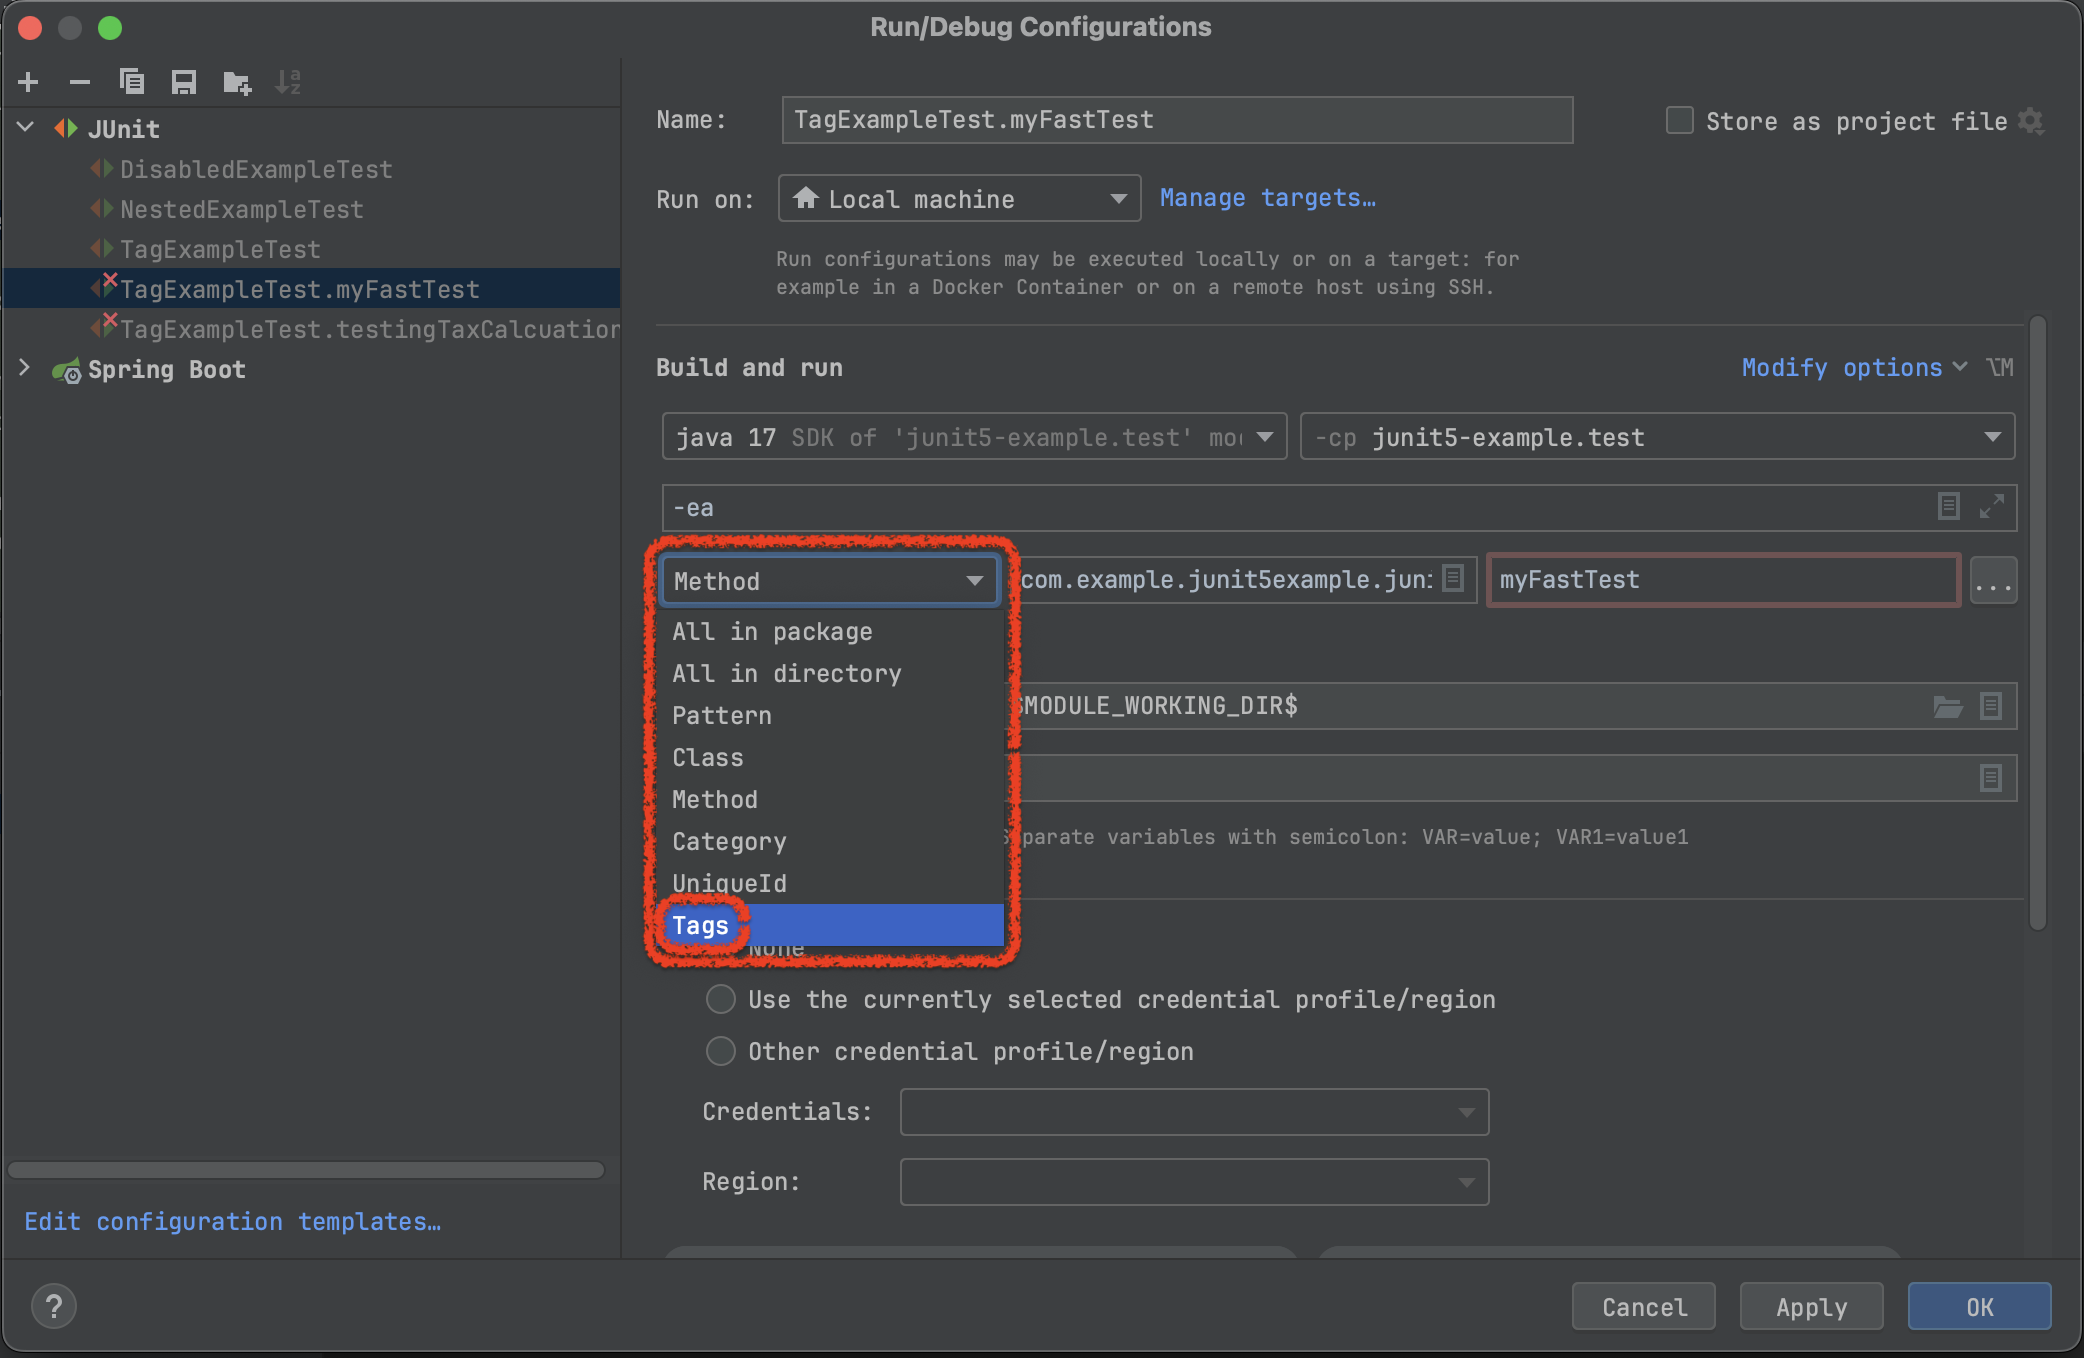 Run/Debug Configurations
JUnit
DisabledExampleTest
NestedExampleTest
TagExampleTest
TagExampleTest.myFastTest
TagExampleTest.testingTaxCalcuation
Spring Boot
Edit configuration templates…
Name:
TagExampleTest.myFastTest
Store as project file
Run on:
Local machine
Manage targets…
Run configurations may be executed locally or on a target: for
example in a Docker Container or on a remote host using SSH.
Build and run
Modify options
⌥M
java 17 SDK of 'junit5-example.test'
-cp junit5-example.test
-ea
Method
com.example.junit5example.juni
myFastTest
...
All in package
All in directory
Pattern
Class
Method
Category
UniqueId
Tags
$MODULE_WORKING_DIR$
Separate variables with semicolon: VAR=value; VAR1=value1
None
Use the currently selected credential profile/region
Other credential profile/region
Credentials:
Region:
?
Cancel
Apply
OK